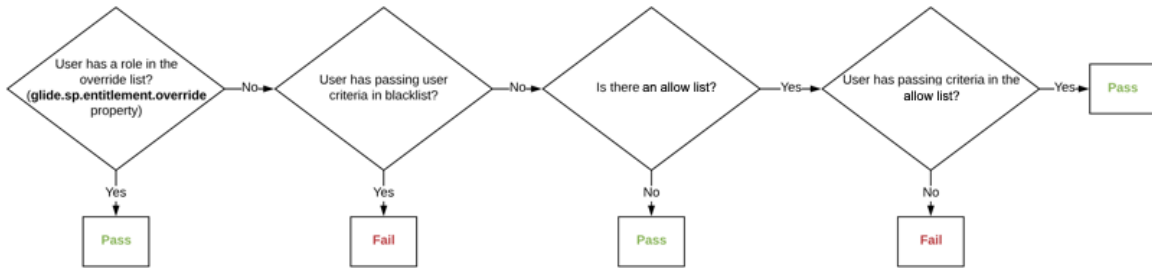 User has a role in the
override list?
(glide.sp.entitlement.override
property)
No
User has passing user
criteria in blacklist?
No
Is there an allow list?
Yes
User has passing criteria in the
allow list?
Yes
Pass
Yes
Yes
No
No
Pass
Fail
Pass
Fail